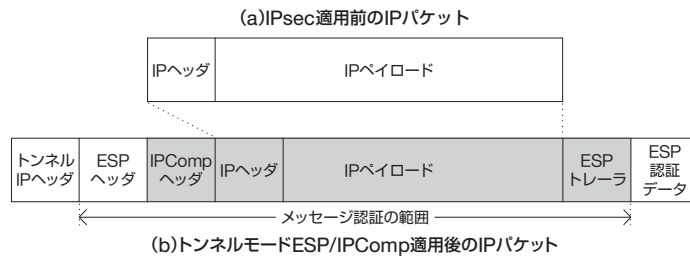 (a)IPsec適用前のIPパケット
IPヘッダ
IPペイロード
トンネル
IPヘッダ
ESP
ヘッダ
IPComp
ヘッダ
IPヘッダ
IPペイロード
ESP
トレーラ
ESP
認証
データ
メッセージ認証の範囲
(b)トンネルモードESP/IPComp適用後のIPパケット